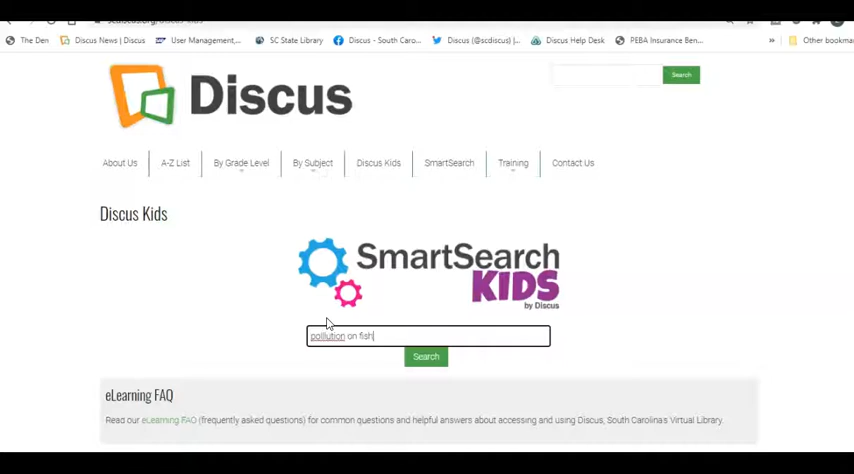 The Den
Discus News | Discus
User Management,...
SC State Library
Discus - South Caro...
Discus (@scdiscus) |...
Discus Help Desk
PEBA Insurance Ben...
»
Other bookma
Discus
Search
About Us
A-Z List
By Grade Level
By Subject
Discus Kids
SmartSearch
Training
Contact Us
Discus Kids
SmartSearch
KIDS
by Discus
polllution on fish
Search
eLearning FAQ
Read our eLearning FAQ (frequently asked questions) for common questions and helpful answers about accessing and using Discus, South Carolina's Virtual Library.